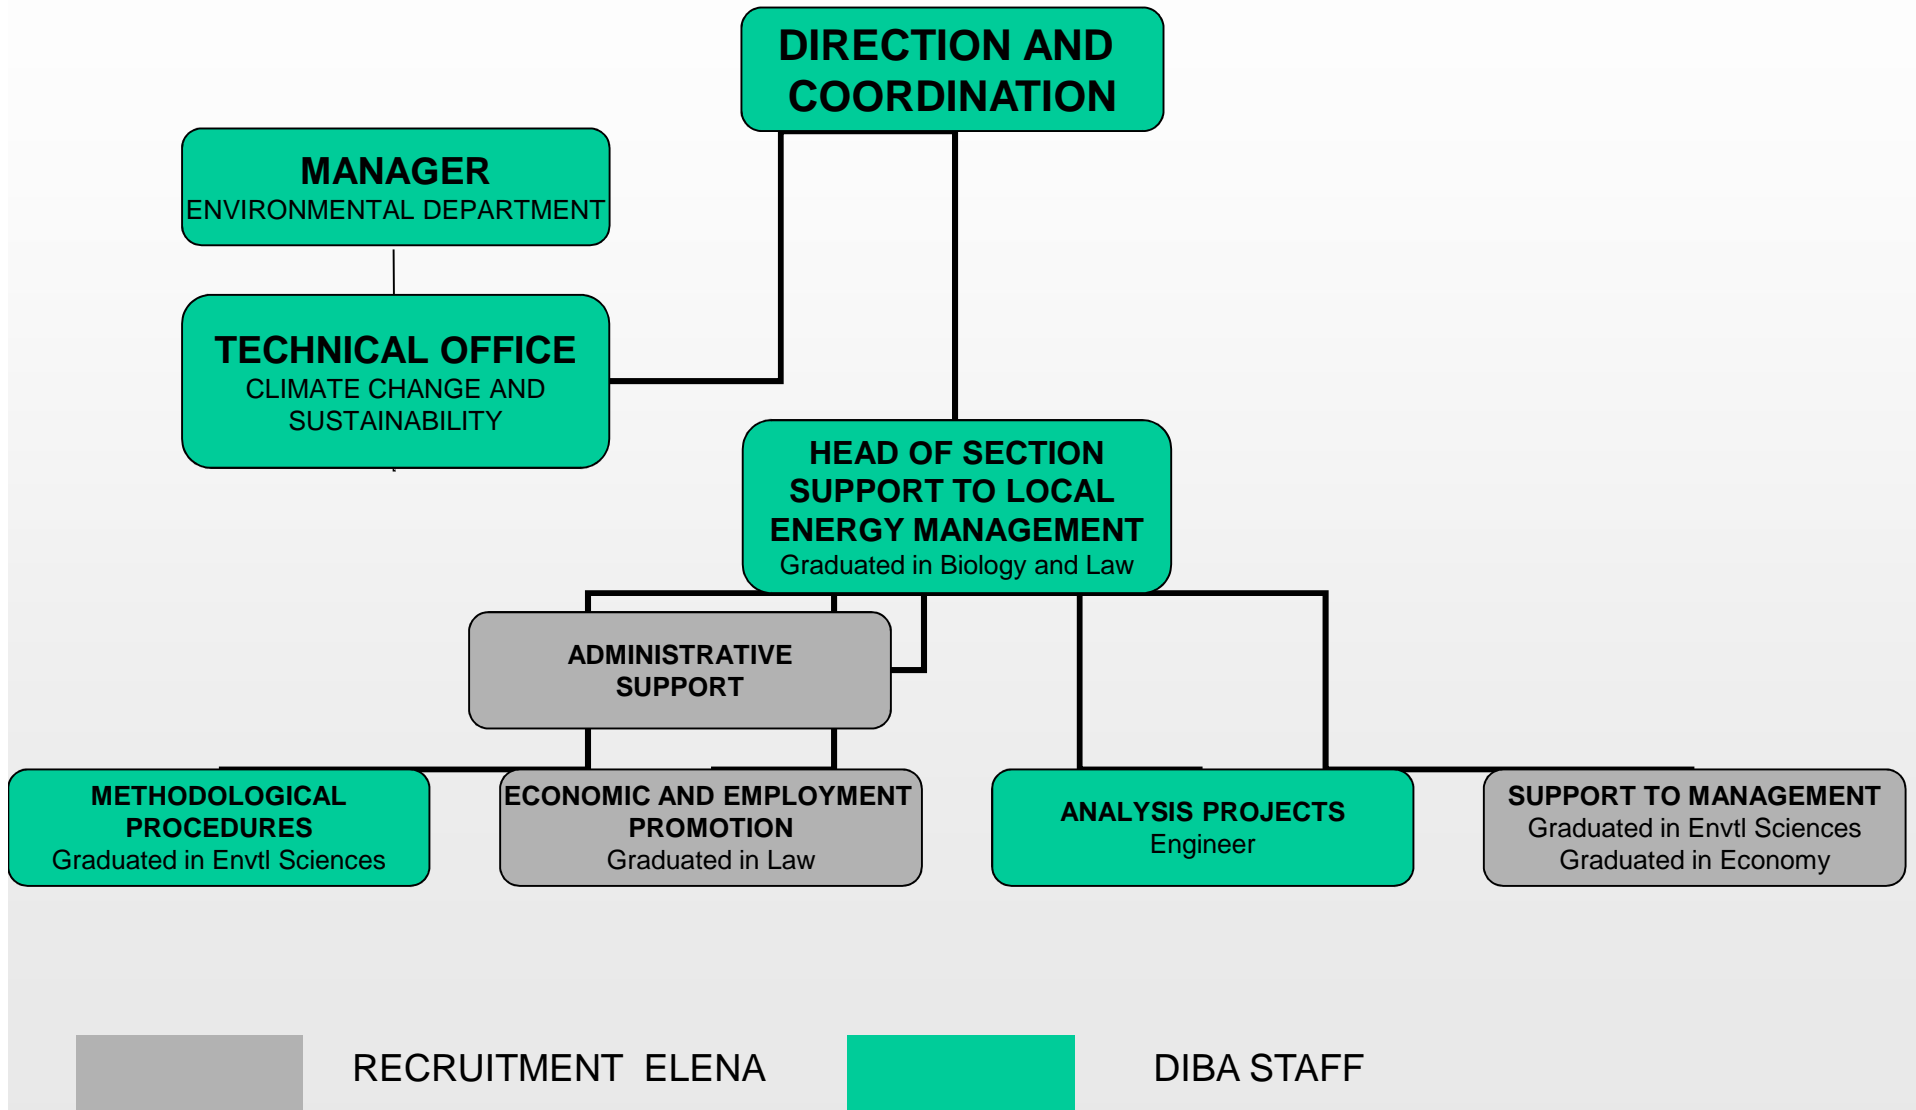 DIRECTION AND
COORDINATION
MANAGER
ENVIRONMENTAL DEPARTMENT
TECHNICAL OFFICE
CLIMATE CHANGE AND
SUSTAINABILITY
HEAD OF SECTION
SUPPORT TO LOCAL
ENERGY MANAGEMENT
Graduated in Biology and Law
ADMINISTRATIVE
SUPPORT
METHODOLOGICAL
PROCEDURES
Graduated in Envtl Sciences
ECONOMIC AND EMPLOYMENT
PROMOTION
Graduated in Law
ANALYSIS PROJECTS
Engineer
SUPPORT TO MANAGEMENT
Graduated in Envtl Sciences
Graduated in Economy
RECRUITMENT ELENA
DIBA STAFF